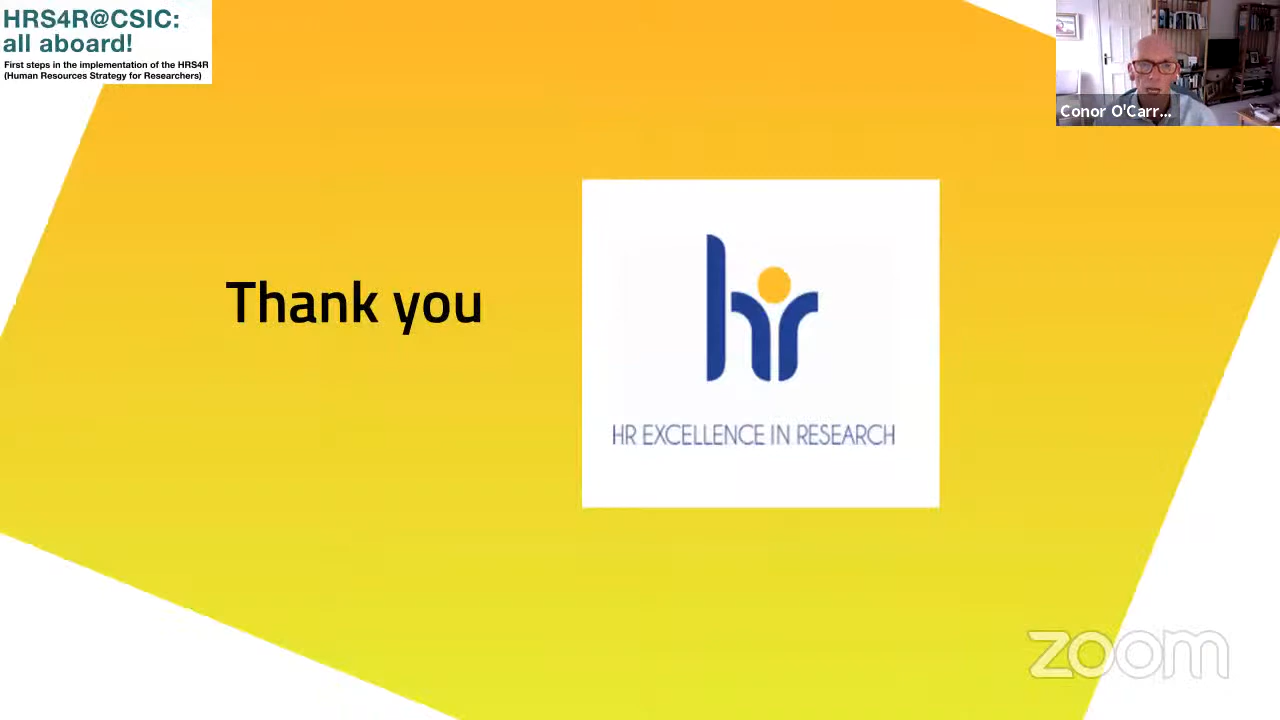 HRS4R@CSIC:
all aboard!
First steps in the implementation of the HRS4R
(Human Resources Strategy for Researchers)
Conor O'Carr...
Thank you
hr
HR EXCELLENCE IN RESEARCH
zoom